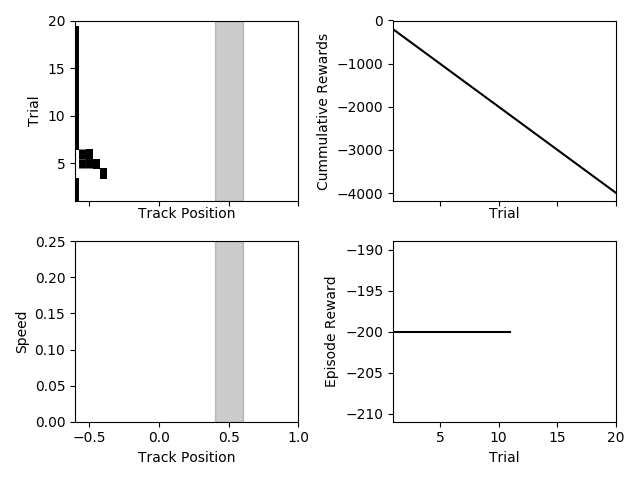 20
15
10
5
Trial
Track Position
0
−1000
−2000
−3000
−4000
Cummulative Rewards
Trial
0.25
0.20
0.15
0.10
0.05
0.00
Speed
−0.5 0.0 0.5 1.0
Track Position
−190
−195
−200
−205
−210
Episode Reward
5 10 15 20
Trial